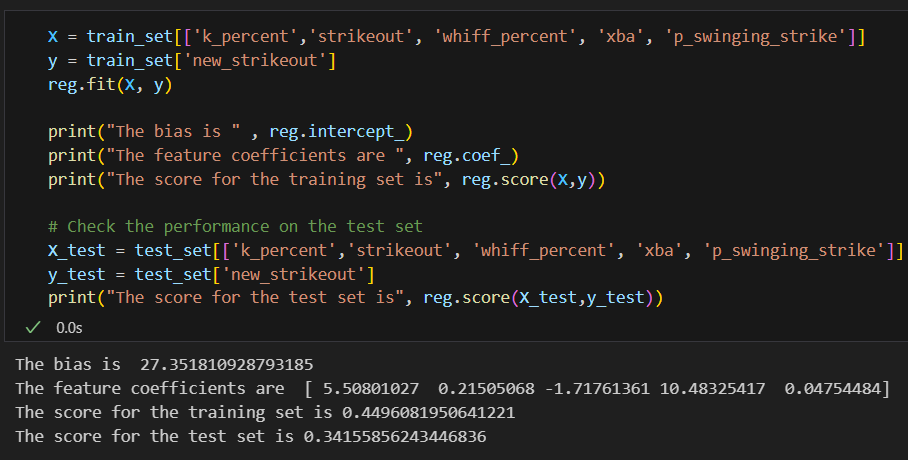 X = train_set[['k_percent','strikeout', 'whiff_percent', 'xba', 'p_swinging_strike']]
y = train_set['new_strikeout']
reg.fit(X, y)
print("The bias is " , reg.intercept_)
print("The feature coefficients are ", reg.coef_)
print("The score for the training set is", reg.score(X,y))
# Check the performance on the test set
X_test = test_set[['k_percent','strikeout', 'whiff_percent', 'xba', 'p_swinging_strike']]
y_test = test_set['new_strikeout']
print("The score for the test set is", reg.score(X_test,y_test))
0.0s
The bias is  27.351810928793185
The feature coefficients are  [ 5.50801027  0.21505068 -1.71761361 10.48325417  0.04754484]
The score for the training set is 0.4496081950641221
The score for the test set is 0.34155856243446836